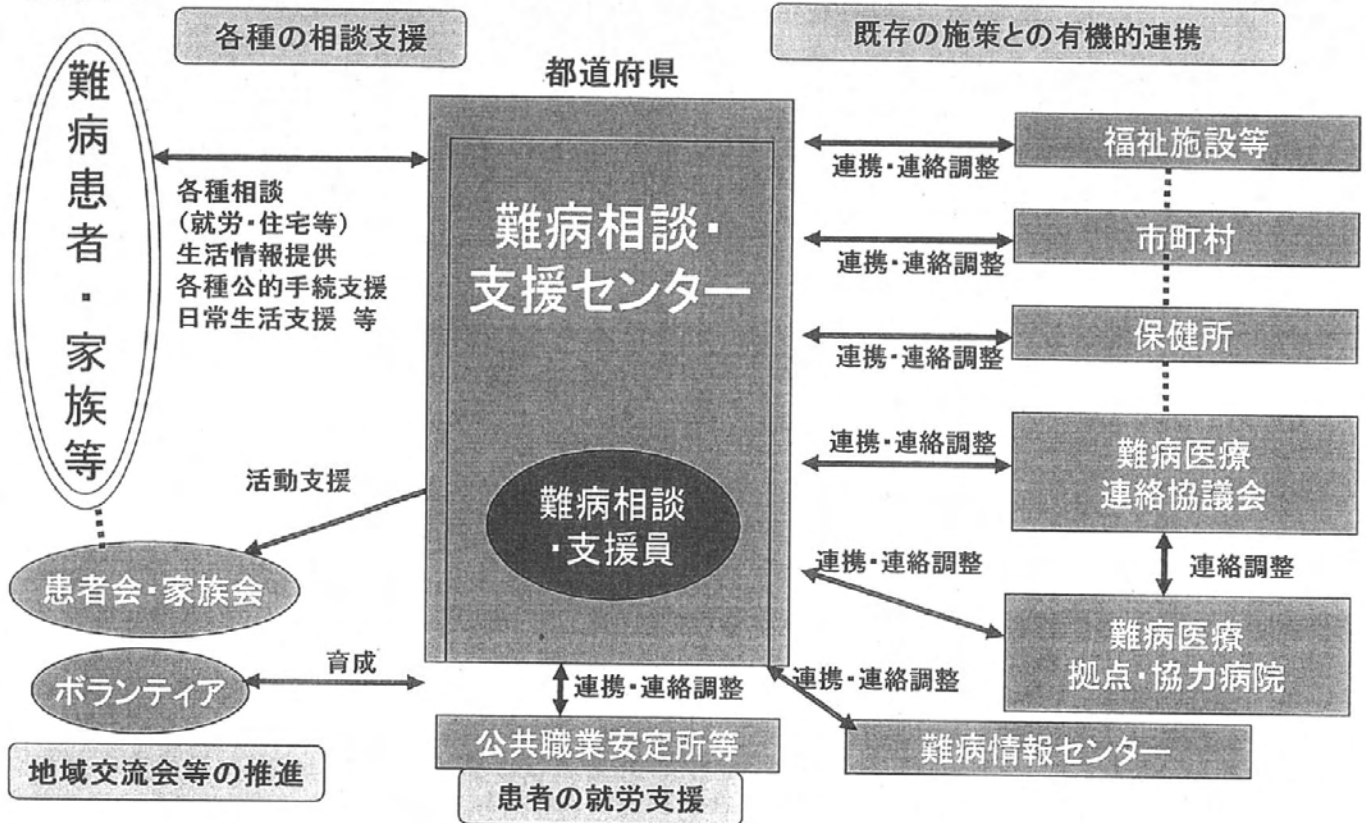 各種の相談支援
既存の施策との有機的連携
都道府県
難病患者・家族等
各種相談
(就労・住宅等)
生活情報提供
各種公的手続支援
日常生活支援 等
難病相談・
支援センター
難病相談
・支援員
連携・連絡調整
福祉施設等
連携・連絡調整
市町村
連携・連絡調整
保健所
連携・連絡調整
難病医療
連絡協議会
連絡調整
連携・連絡調整
難病医療
拠点・協力病院
連携・連絡調整
難病情報センター
活動支援
患者会・家族会
育成
ボランティア
地域交流会等の推進
連携・連絡調整
公共職業安定所等
患者の就労支援